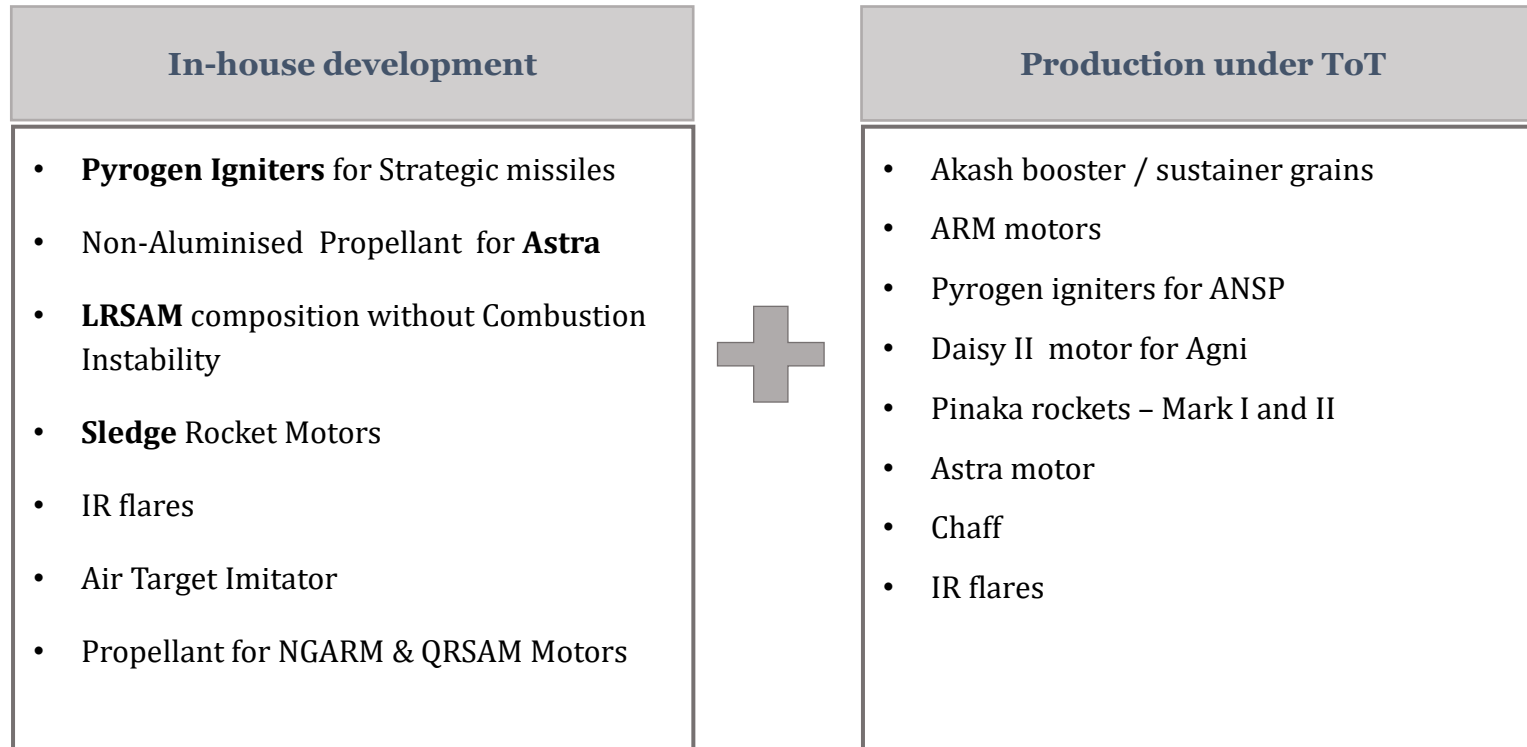 In-house development
• Pyrogen Igniters for Strategic missiles
• Non-Aluminised Propellant for Astra
• LRSAM composition without Combustion
Instability
• Sledge Rocket Motors
• IR flares
• Air Target Imitator
• Propellant for NGARM & QRSAM Motors
Production under ToT
• Akash booster / sustainer grains
• ARM motors
• Pyrogen igniters for ANSP
• Daisy II motor for Agni
• Pinaka rockets – Mark I and II
• Astra motor
• Chaff
• IR flares